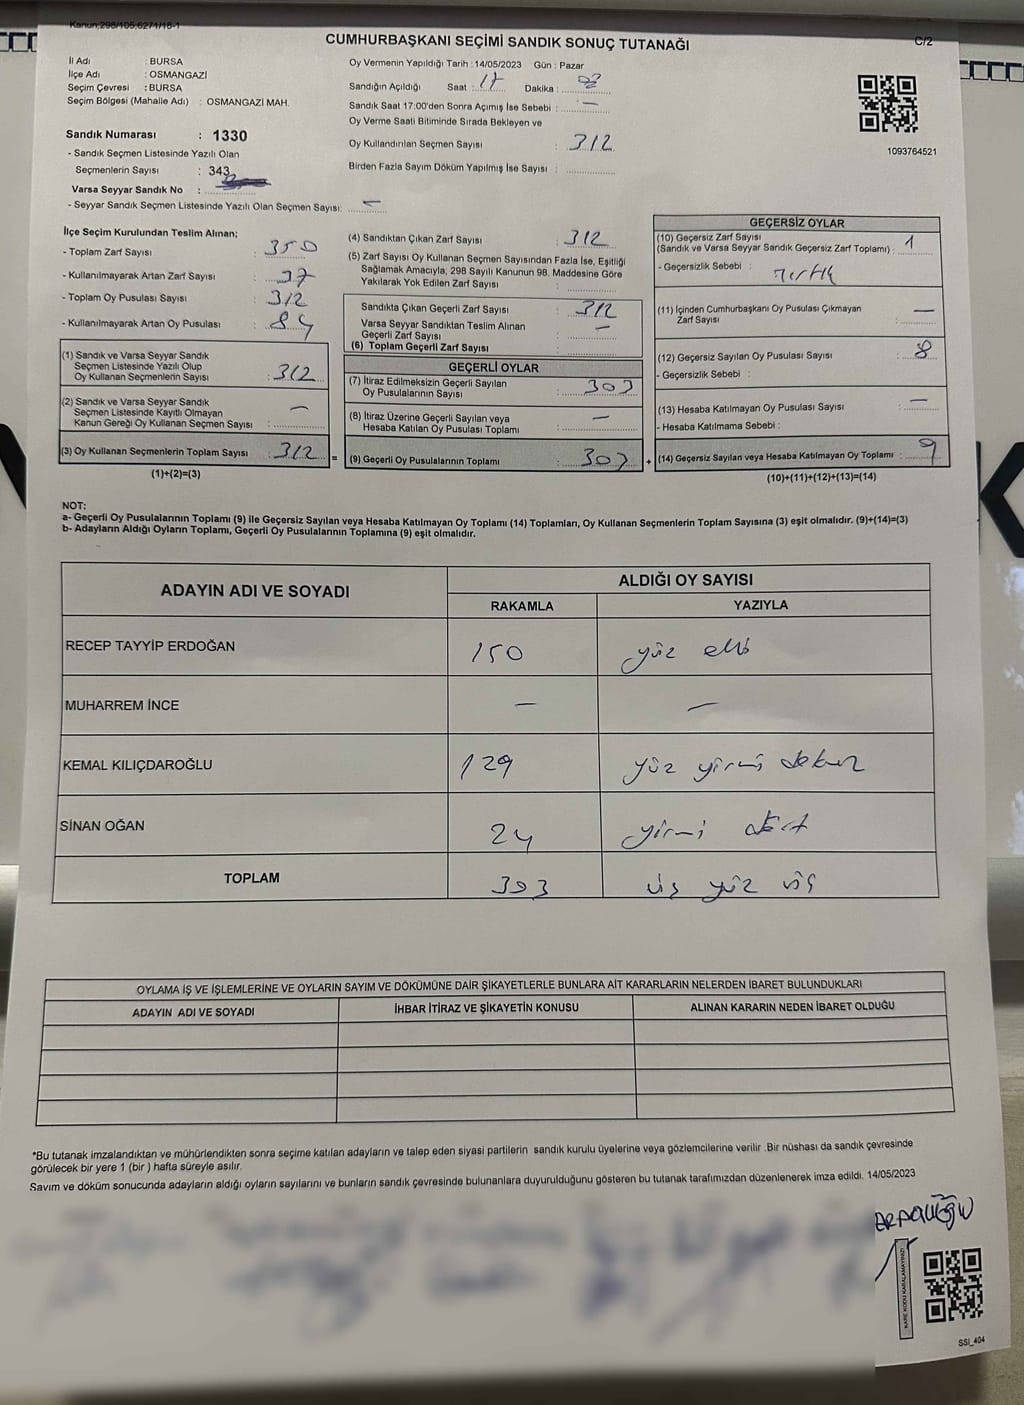 Kanun:298/105,6271/18-1
C/2
CUMHURBAŞKANI SEÇİMİ SANDIK SONUÇ TUTANAĞI
İl Adı : BURSA
İlçe Adı : OSMANGAZİ
Seçim Çevresi : BURSA
Seçim Bölgesi (Mahalle Adı) : OSMANGAZİ MAH.
Sandık Numarası : 1330
- Sandık Seçmen Listesinde Yazılı Olan
Seçmenlerin Sayısı : 343
Varsa Seyyar Sandık No :
- Seyyar Sandık Seçmen Listesinde Yazılı Olan Seçmen Sayısı: —
Oy Vermenin Yapıldığı Tarih : 14/05/2023 Gün : Pazar
Sandığın Açıldığı Saat : 17 Dakika :
Sandık Saat 17:00'den Sonra Açımış İse Sebebi : —
Oy Verme Saati Bitiminde Sırada Bekleyen ve
Oy Kullandırılan Seçmen Sayısı : 312
Birden Fazla Sayım Döküm Yapılmış İse Sayısı :
1093764521
İlçe Seçim Kurulundan Teslim Alınan;
- Toplam Zarf Sayısı : 350
- Kullanılmayarak Artan Zarf Sayısı : 37
- Toplam Oy Pusulası Sayısı : 312
- Kullanılmayarak Artan Oy Pusulası : 84
(1) Sandık ve Varsa Seyyar Sandık
Seçmen Listesinde Yazılı Olup
Oy Kullanan Seçmenlerin Sayısı : 312
(2) Sandık ve Varsa Seyyar Sandık
Seçmen Listesinde Kayıtlı Olmayan
Kanun Gereği Oy Kullanan Seçmen Sayısı : —
(3) Oy Kullanan Seçmenlerin Toplam Sayısı : 312
(1)+(2)=(3)
(4) Sandıktan Çıkan Zarf Sayısı : 312
(5) Zarf Sayısı Oy Kullanan Seçmen Sayısından Fazla İse, Eşitliği
Sağlamak Amacıyla, 298 Sayılı Kanunun 98. Maddesine Göre
Yakılarak Yok Edilen Zarf Sayısı :
Sandıkta Çıkan Geçerli Zarf Sayısı : 312
Varsa Seyyar Sandıktan Teslim Alınan
Geçerli Zarf Sayısı : —
(6) Toplam Geçerli Zarf Sayısı :
GEÇERLİ OYLAR
(7) İtiraz Edilmeksizin Geçerli Sayılan
Oy Pusulalarının Sayısı : 303
(8) İtiraz Üzerine Geçerli Sayılan veya
Hesaba Katılan Oy Pusulası Toplamı : —
= (9) Geçerli Oy Pusulalarının Toplamı : 303
GEÇERSİZ OYLAR
(10) Geçersiz Zarf Sayısı
(Sandık ve Varsa Seyyar Sandık Geçersiz Zarf Toplamı) : 1
- Geçersizlik Sebebi : Yırtık
(11) İçinden Cumhurbaşkanı Oy Pusulası Çıkmayan
Zarf Sayısı : —
(12) Geçersiz Sayılan Oy Pusulası Sayısı : 8
- Geçersizlik Sebebi :
(13) Hesaba Katılmayan Oy Pusulası Sayısı : —
- Hesaba Katılmama Sebebi :
+ (14) Geçersiz Sayılan veya Hesaba Katılmayan Oy Toplamı : 9
(10)+(11)+(12)+(13)=(14)
NOT:
a- Geçerli Oy Pusulalarının Toplamı (9) ile Geçersiz Sayılan veya Hesaba Katılmayan Oy Toplamı (14) Toplamları, Oy Kullanan Seçmenlerin Toplam Sayısına (3) eşit olmalıdır. (9)+(14)=(3)
b- Adayların Aldığı Oyların Toplamı, Geçerli Oy Pusulalarının Toplamına (9) eşit olmalıdır.
ADAYIN ADI VE SOYADI
ALDIĞI OY SAYISI
RAKAMLA YAZIYLA
RECEP TAYYİP ERDOĞAN 150 yüz elli
MUHARREM İNCE — —
KEMAL KILIÇDAROĞLU 129 yüz yirmi dokuz
SİNAN OĞAN 24 yirmi dört
TOPLAM 303 üç yüz üç
OYLAMA İŞ VE İŞLEMLERİNE VE OYLARIN SAYIM VE DÖKÜMÜNE DAİR ŞİKAYETLERLE BUNLARA AİT KARARLARIN NELERDEN İBARET BULUNDUKLARI
ADAYIN ADI VE SOYADI İHBAR İTİRAZ VE ŞİKAYETİN KONUSU ALINAN KARARIN NEDEN İBARET OLDUĞU
*Bu tutanak imzalandıktan ve mühürlendikten sonra seçime katılan adayların ve talep eden siyasi partilerin sandık kurulu üyelerine veya gözlemcilerine verilir .Bir nüshası da sandık çevresinde
görülecek bir yere 1 (bir ) hafta süreyle asılır.
Savım ve döküm sonucunda adayların aldığı oyların sayılarını ve bunların sandık çevresinde bulunanlara duyurulduğunu gösteren bu tutanak tarafımızdan düzenlenerek imza edildi. 14/05/2023
KARE KODU KARALAMAYINIZ!
SSI_404